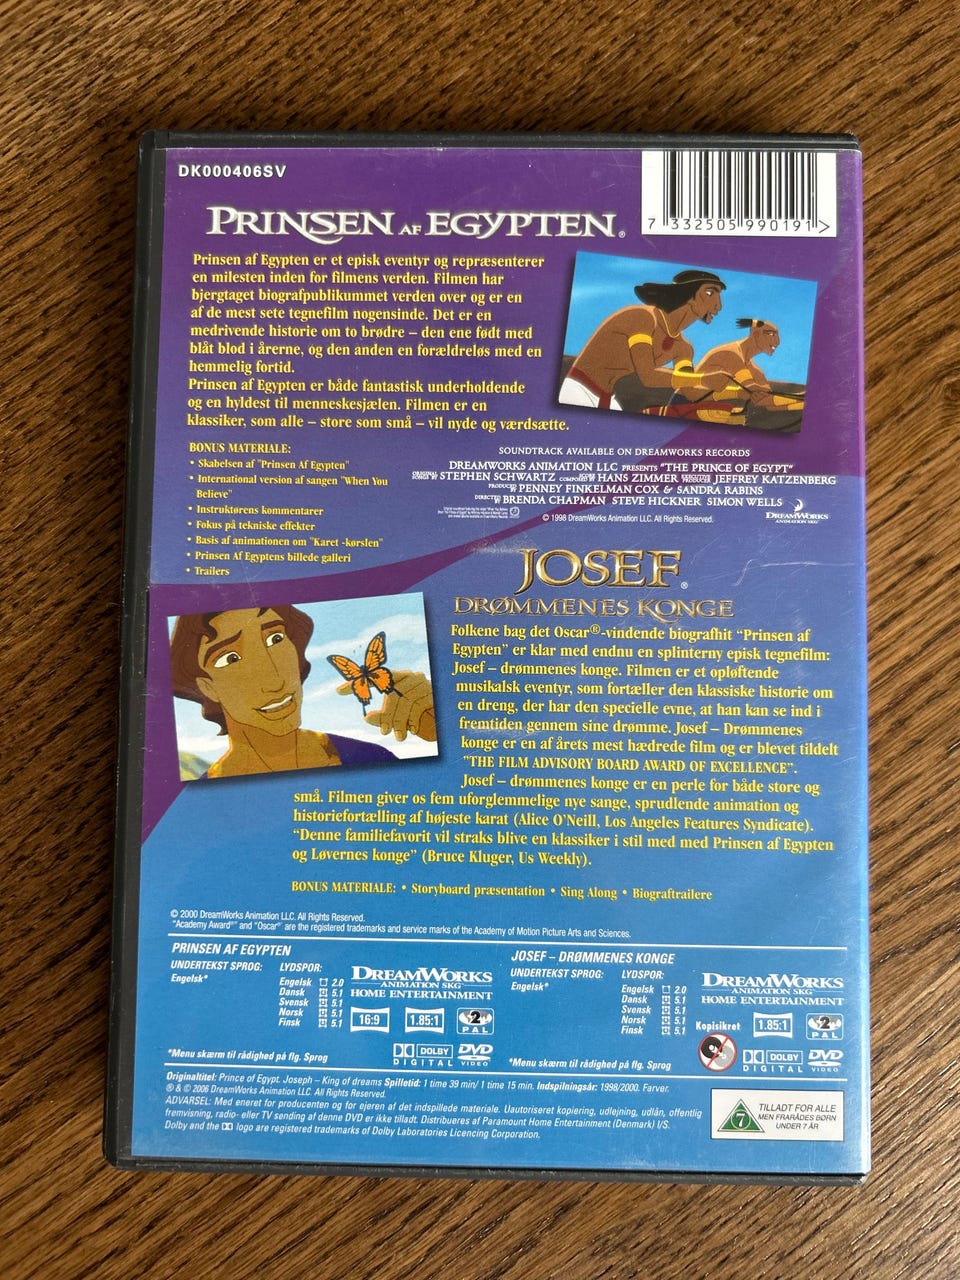 DK000406SV
7 332505 990191 >
PRINSEN AF EGYPTEN®
Prinsen af Egypten er et episk eventyr og repræsenterer
en milesten inden for filmens verden. Filmen har
bjergtaget biografpublikummet verden over og er en
af de mest sete tegnefilm nogensinde. Det er en
medrivende historie om to brødre – den ene født med
blåt blod i årerne, og den anden en forældreløs med en
hemmelig fortid.
Prinsen af Egypten er både fantastisk underholdende
og en hyldest til menneskesjælen. Filmen er en
klassiker, som alle – store som små – vil nyde og værdsætte.
BONUS MATERIALE:
• Skabelsen af "Prinsen Af Egypten"
• International version af sangen "When You
Believe"
• Instruktørens kommentarer
• Fokus på tekniske effekter
• Basis af animationen om "Karet -kørslen"
• Prinsen Af Egyptens billede galleri
• Trailers
SOUNDTRACK AVAILABLE ON DREAMWORKS RECORDS
DREAMWORKS ANIMATION LLC PRESENTS "THE PRINCE OF EGYPT"
ORIGINAL SONGS BY STEPHEN SCHWARTZ COMPOSED BY HANS ZIMMER PRODUCER JEFFREY KATZENBERG
PRODUCED BY PENNEY FINKELMAN COX & SANDRA RABINS
DIRECTED BY BRENDA CHAPMAN STEVE HICKNER SIMON WELLS
© 1998 DreamWorks Animation LLC. All Rights Reserved.
DREAMWORKS
ANIMATION SKG
JOSEF®
DRØMMENES KONGE
Folkene bag det Oscar®-vindende biografhit “Prinsen af
Egypten” er klar med endnu en splinterny episk tegnefilm:
Josef – drømmenes konge. Filmen er et opløftende
musikalsk eventyr, som fortæller den klassiske historie om
en dreng, der har den specielle evne, at han kan se ind i
fremtiden gennem sine drømme. Josef – Drømmenes
konge er en af årets mest hædrede film og er blevet tildelt
"THE FILM ADVISORY BOARD AWARD OF EXCELLENCE".
Josef – drømmenes konge er en perle for både store og
små. Filmen giver os fem uforglemmelige nye sange, sprudlende animation og
historiefortælling af højeste karat (Alice O'Neill, Los Angeles Features Syndicate).
“Denne familiefavorit vil straks blive en klassiker i stil med med Prinsen af Egypten
og Løvernes konge” (Bruce Kluger, Us Weekly).
BONUS MATERIALE: • Storyboard præsentation • Sing Along • Biograftrailere
© 2000 DreamWorks Animation LLC. All Rights Reserved.
"Academy Award®" and "Oscar" are the registered trademarks and service marks of the Academy of Motion Picture Arts and Sciences.
PRINSEN AF EGYPTEN
UNDERTEKST SPROG:
Engelsk*
LYDSPOR:
Engelsk 2.0
Dansk 5.1
Svensk 5.1
Norsk 5.1
Finsk 5.1
DREAMWORKS
ANIMATION SKG
HOME ENTERTAINMENT
16:9 1.85:1 2 PAL
*Menu skærm til rådighed på flg. Sprog
DOLBY DIGITAL DVD VIDEO
JOSEF – DRØMMENES KONGE
UNDERTEKST SPROG:
Engelsk*
LYDSPOR:
Engelsk 2.0
Dansk 5.1
Svensk 5.1
Norsk 5.1
Finsk 5.1
DREAMWORKS
ANIMATION SKG
HOME ENTERTAINMENT
Kopisikret 1.85:1 2 PAL
*Menu skærm til rådighed på flg. Sprog
DOLBY DIGITAL DVD VIDEO
Originaltitel: Prince of Egypt. Joseph – King of dreams Spilletid: 1 time 39 min/ 1 time 15 min. Indspilningsår: 1998/2000. Farver.
® & © 2006 DreamWorks Animation LLC. All Rights Reserved.
ADVARSEL: Med eneret for producenten og for ejeren af det indspillede materiale. Uautoriseret kopiering, udlejning, udlån, offentlig
fremvisning, radio- eller TV sending af denne DVD er ikke tilladt. Distribueres af Paramount Home Entertainment (Denmark) I/S.
Dolby and the logo are registered trademarks of Dolby Laboratories Licencing Corporation.
7
TILLADT FOR ALLE
MEN FRARÅDES BØRN
UNDER 7 ÅR